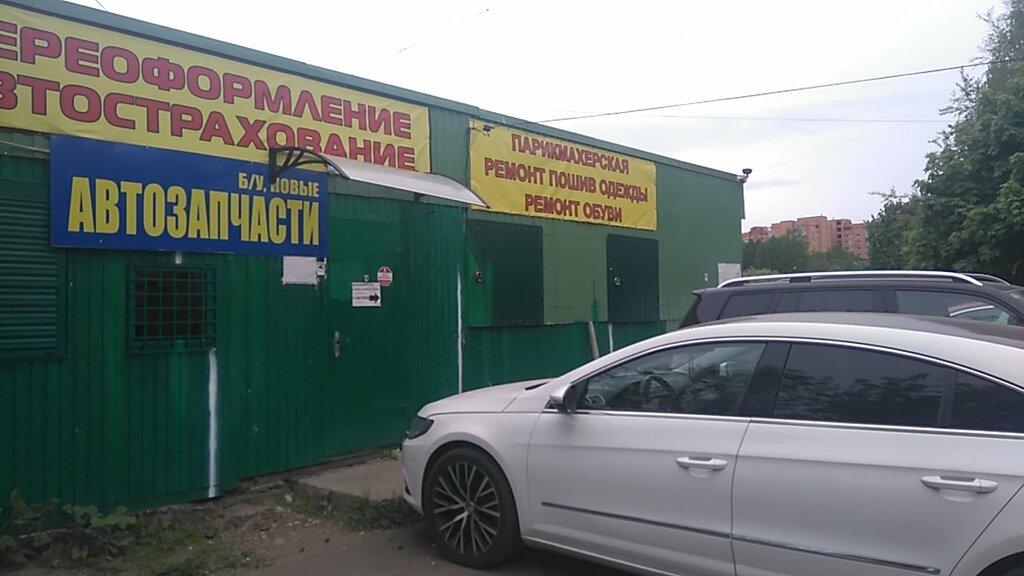 ЕРЕОФОРМЛЕНИЕ
ВТОСТРАХОВАНИЕ
Б/У, НОВЫЕ
АВТОЗАПЧАСТИ
ПАРИКМАХЕРСКАЯ
РЕМОНТ ПОШИВ ОДЕЖДЫ
РЕМОНТ ОБУВИ